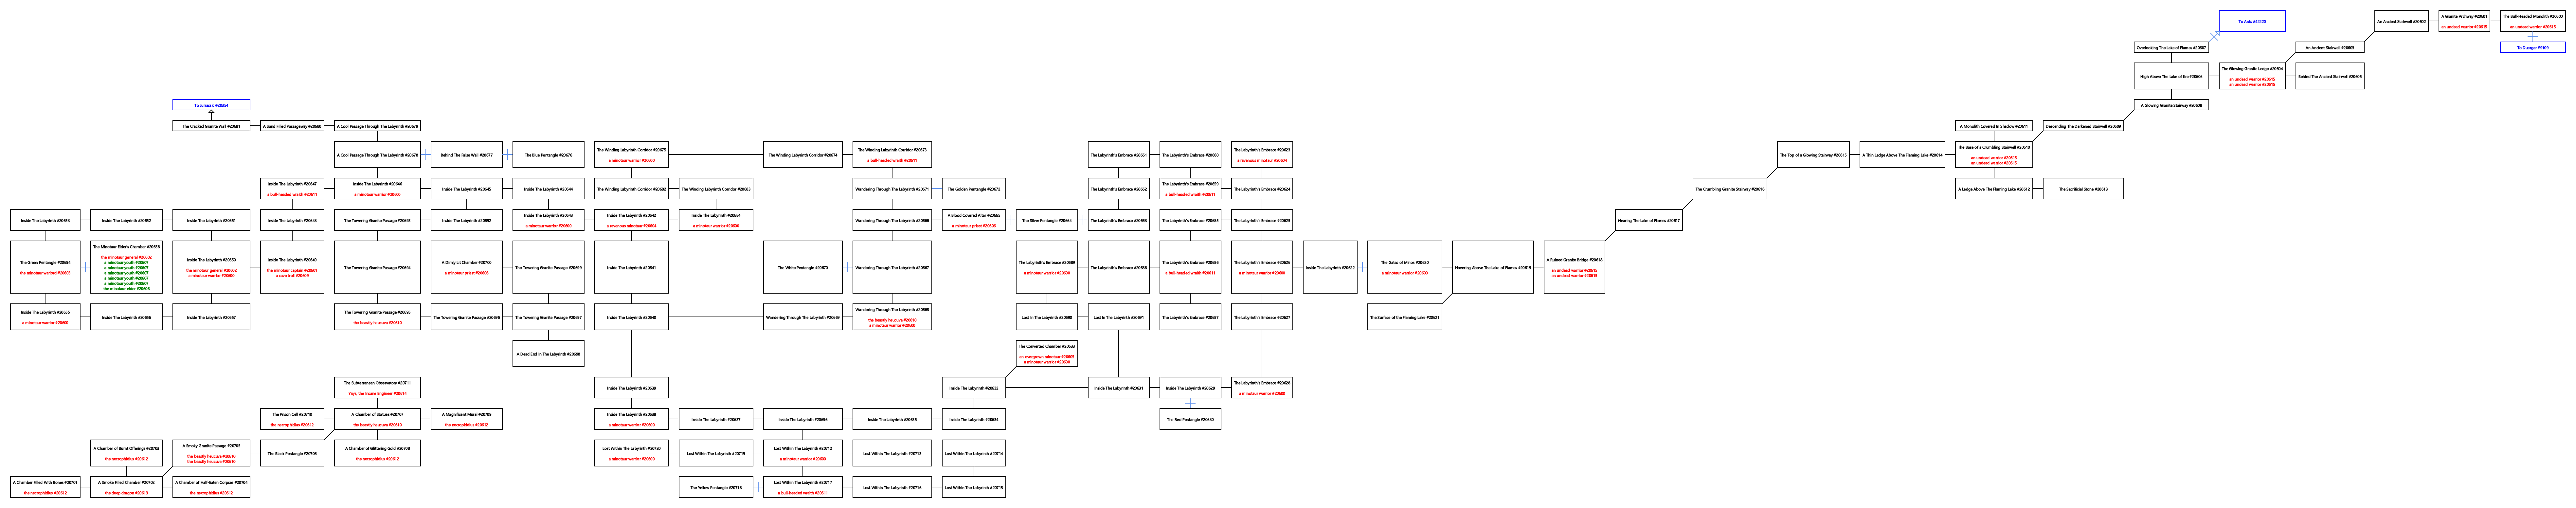 To Ants #42220
An Ancient Stairwell #20602
A Granite Archway #20601
an undead warrior #20615
The Bull-Headed Monolith #20600
an undead warrior #20615
Overlooking The Lake of Flames #20607
An Ancient Stairwell #20603
To Duergar #9109
High Above The Lake of fire #20606
The Glowing Granite Ledge #20604
an undead warrior #20615
an undead warrior #20615
Behind The Ancient Stairwell #20605
To Jurrasic #20654
A Glowing Granite Stairway #20608
The Cracked Granite Wall #20681
A Sand Filled Passageway #20680
A Cool Passage Through The Labyrinth #20679
A Monolith Covered In Shadow #20611
Descending The Darkened Stairwell #20609
A Cool Passage Through The Labyrinth #20678
Behind The False Wall #20677
The Blue Pentangle #20676
The Winding Labyrinth Corridor #20675
a minotaur warrior #20600
The Winding Labyrinth Corridor #20674
The Winding Labyrinth Corridor #20673
a bull-headed wraith #20611
The Labyrinth's Embrace #20661
The Labyrinth's Embrace #20660
The Labyrinth's Embrace #20623
a ravenous minotaur #20604
The Top of a Glowing Stairway #20615
A Thin Ledge Above The Flaming Lake #20614
The Base of a Crumbling Stairwell #20610
an undead warrior #20615
an undead warrior #20615
Inside The Labyrinth #20647
a bull-headed wraith #20611
Inside The Labyrinth #20646
a minotaur warrior #20600
Inside The Labyrinth #20645
Inside The Labyrinth #20644
The Winding Labyrinth Corridor #20682
The Winding Labyrinth Corridor #20683
Wandering Through The Labyrinth #20671
The Golden Pentangle #20672
The Labyrinth's Embrace #20662
The Labyrinth's Embrace #20659
a bull-headed wraith #20611
The Labyrinth's Embrace #20624
The Crumbling Granite Stairway #20616
A Ledge Above The Flaming Lake #20612
The Sacrificial Stone #20613
Inside The Labyrinth #20653
Inside The Labyrinth #20652
Inside The Labyrinth #20651
Inside The Labyrinth #20648
The Towering Granite Passage #20693
Inside The Labyrinth #20692
Inside The Labyrinth #20643
a minotaur warrior #20600
Inside The Labyrinth #20642
a ravenous minotaur #20604
Inside The Labyrinth #20684
a minotaur warrior #20600
Wandering Through The Labyrinth #20666
A Blood Covered Altar #20665
a minotaur priest #20606
The Silver Pentangle #20664
The Labyrinth's Embrace #20663
The Labyrinth's Embrace #20685
The Labyrinth's Embrace #20625
Nearing The Lake of Flames #20617
The Green Pentangle #20654
the minotaur warlord #20603
The Minotaur Elder's Chamber #20658
the minotaur general #20602
a minotaur youth #20607
a minotaur youth #20607
a minotaur youth #20607
a minotaur youth #20607
a minotaur youth #20607
the minotaur elder #20608
Inside The Labyrinth #20650
the minotaur general #20602
a minotaur warrior #20600
Inside The Labyrinth #20649
the minotaur captain #20601
a cave troll #20609
The Towering Granite Passage #20694
A Dimly Lit Chamber #20700
a minotaur priest #20606
The Towering Granite Passage #20699
Inside The Labyrinth #20641
The White Pentangle #20670
Wandering Through The Labyrinth #20667
The Labyrinth's Embrace #20689
a minotaur warrior #20600
The Labyrinth's Embrace #20688
The Labyrinth's Embrace #20686
a bull-headed wraith #20611
The Labyrinth's Embrace #20626
a minotaur warrior #20600
Inside The Labyrinth #20622
The Gates of Minos #20620
a minotaur warrior #20600
Hovering Above The Lake of Flames #20619
A Ruined Granite Bridge #20618
an undead warrior #20615
an undead warrior #20615
Inside The Labyrinth #20655
a minotaur warrior #20600
Inside The Labyrinth #20656
Inside The Labyrinth #20657
The Towering Granite Passage #20695
the beastly heucuva #20610
The Towering Granite Passage #20696
The Towering Granite Passage #20697
Inside The Labyrinth #20640
Wandering Through The Labyrinth #20669
Wandering Through The Labyrinth #20668
the beastly heucuva #20610
a minotaur warrior #20600
Lost In The Labyrinth #20690
Lost In The Labyrinth #20691
The Labyrinth's Embrace #20687
The Labyrinth's Embrace #20627
The Surface of the Flaming Lake #20621
A Dead End In The Labyrinth #20698
The Converted Chamber #20633
an overgrown minotaur #20605
a minotaur warrior #20600
The Subterranean Observatory #20711
Ynys, the Insane Engineer #20614
Inside The Labyrinth #20639
Inside The Labyrinth #20632
Inside The Labyrinth #20631
Inside The Labyrinth #20629
The Labyrinth's Embrace #20628
a minotaur warrior #20600
The Prison Cell #20710
the necrophidius #20612
A Chamber of Statues #20707
the beastly heucuva #20610
A Magnificent Mural #20709
the necrophidius #20612
Inside The Labyrinth #20638
a minotaur warrior #20600
Inside The Labyrinth #20637
Inside The Labyrinth #20636
Inside The Labyrinth #20635
Inside The Labyrinth #20634
The Red Pentangle #20630
A Chamber of Burnt Offerings #20703
the necrophidius #20612
A Smoky Granite Passage #20705
the beastly heucuva #20610
the beastly heucuva #20610
The Black Pentangle #20706
A Chamber of Glittering Gold #20708
the necrophidius #20612
Lost Within The Labyrinth #20720
a minotaur warrior #20600
Lost Within The Labyrinth #20719
Lost Within The Labyrinth #20712
a minotaur warrior #20600
Lost Within The Labyrinth #20713
Lost Within The Labyrinth #20714
A Chamber Filled With Bones #20701
the necrophidius #20612
A Smoke Filled Chamber #20702
the deep dragon #20613
A Chamber of Half-Eaten Corpses #20704
the necrophidius #20612
The Yellow Pentangle #20718
Lost Within The Labyrinth #20717
a bull-headed wraith #20611
Lost Within The Labyrinth #20716
Lost Within The Labyrinth #20715